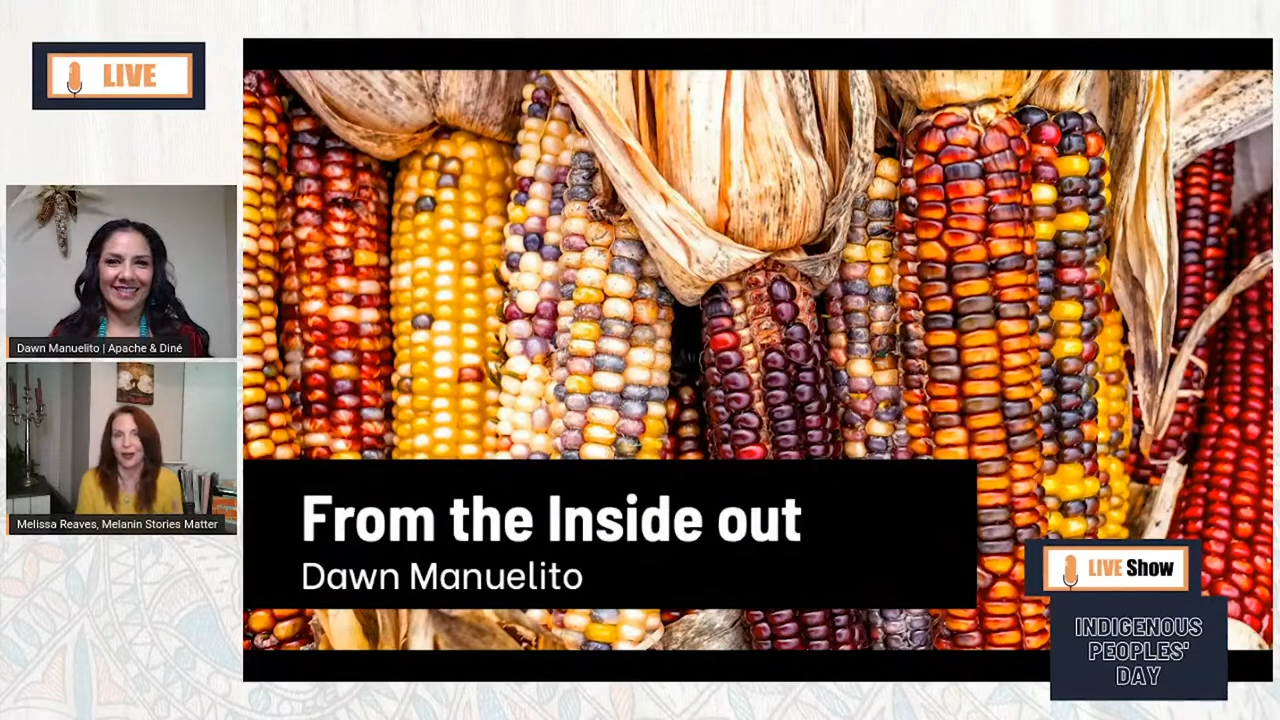 LIVE
Dawn Manuelito | Apache & Diné
Melissa Reaves, Melanin Stories Matter
From the Inside out
Dawn Manuelito
LIVE Show
INDIGENOUS
PEOPLES'
DAY